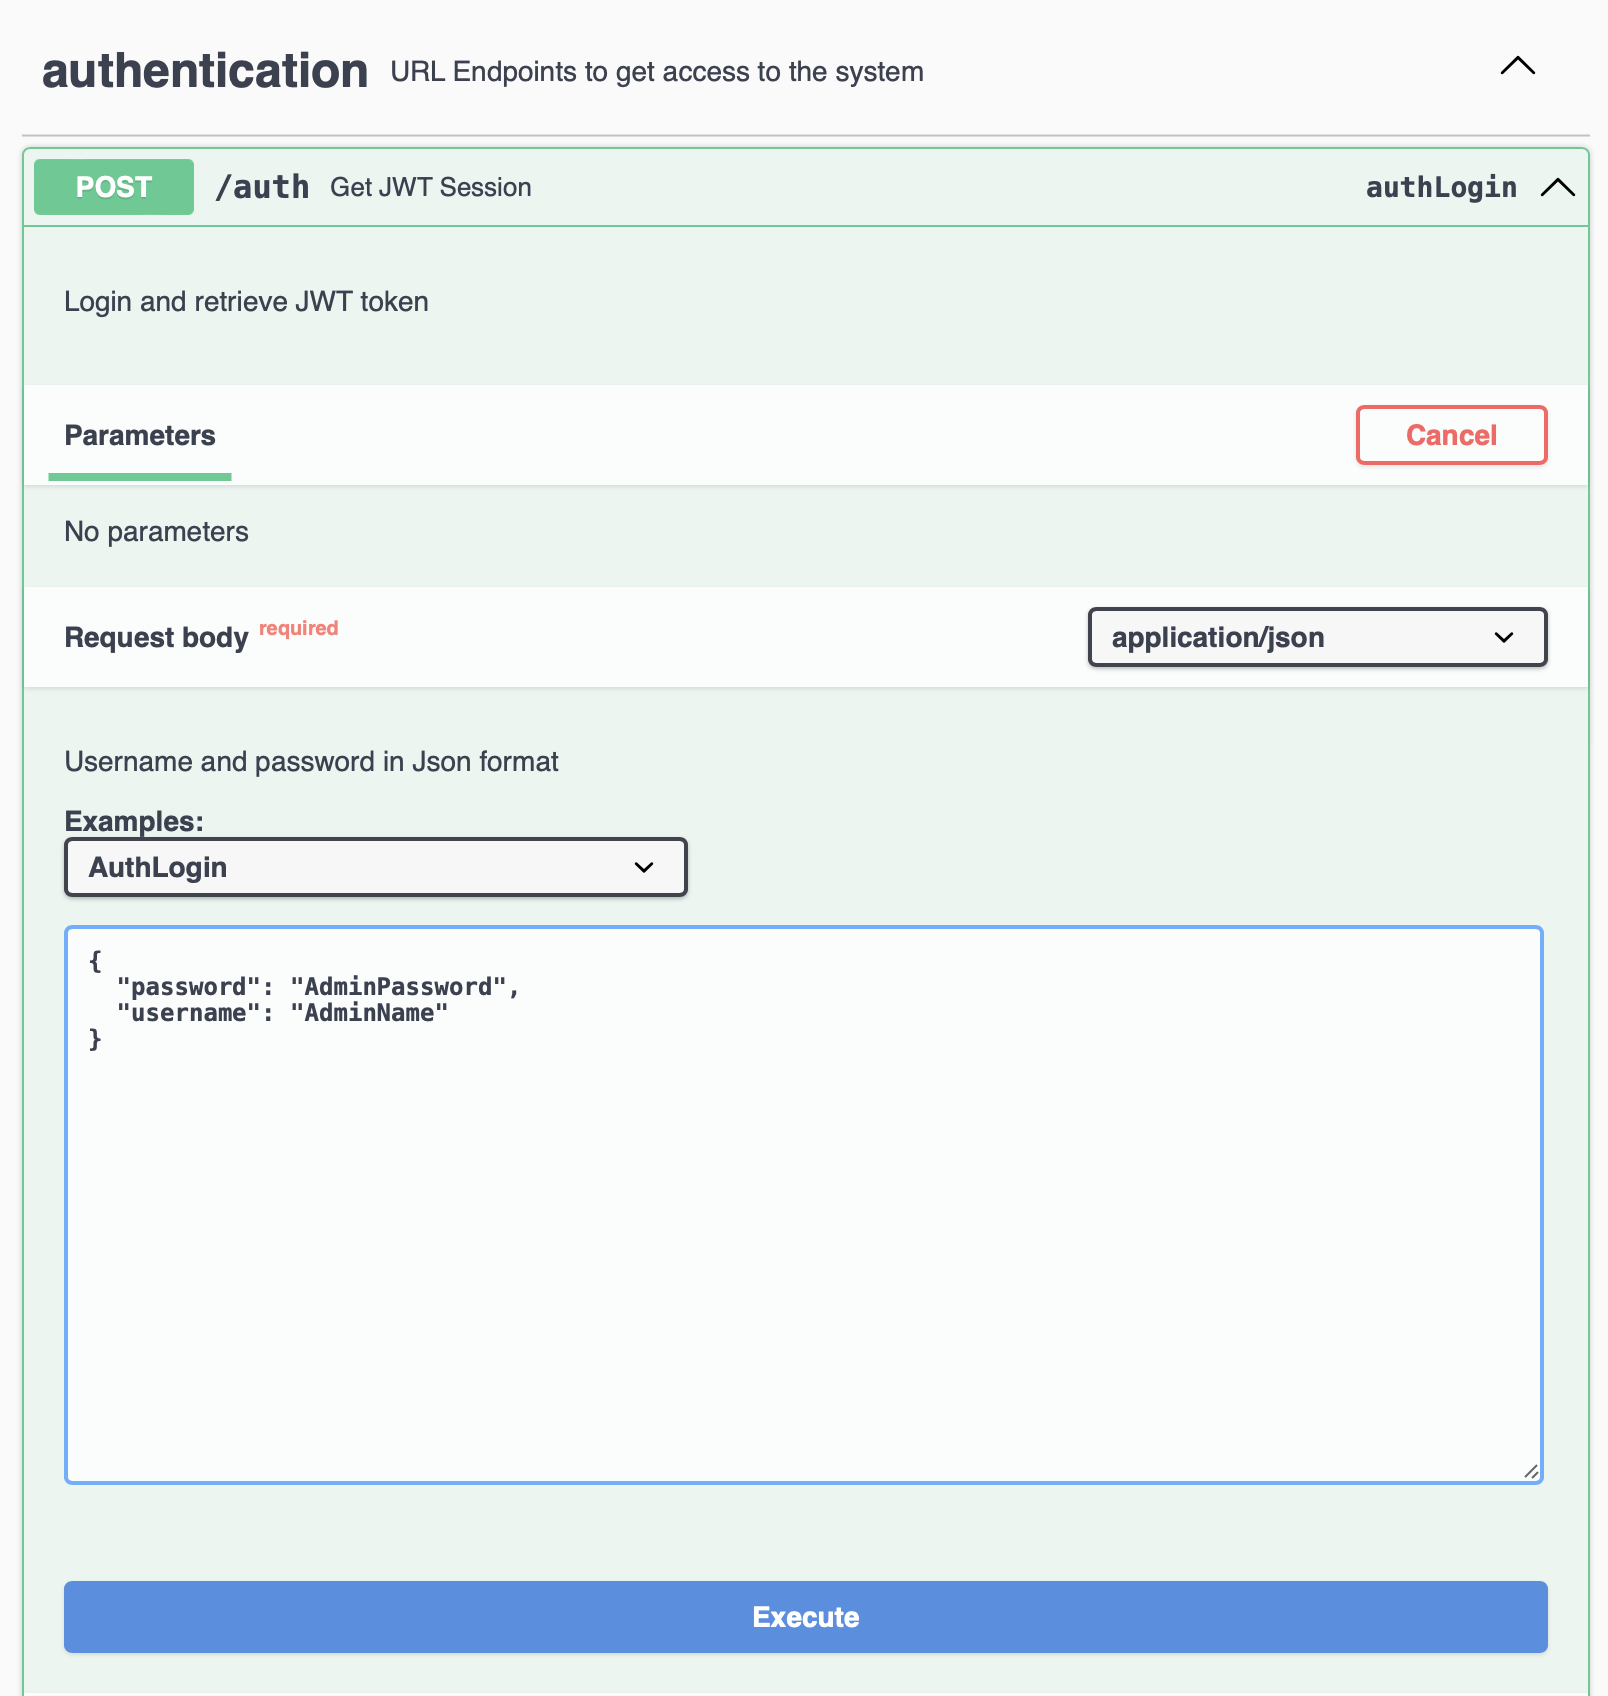 authentication URL Endpoints to get access to the system
POST /auth Get JWT Session authLogin
Login and retrieve JWT token
Parameters Cancel
No parameters
Request body required application/json
Username and password in Json format
Examples:
AuthLogin
{
  "password": "AdminPassword",
  "username": "AdminName"
}
Execute